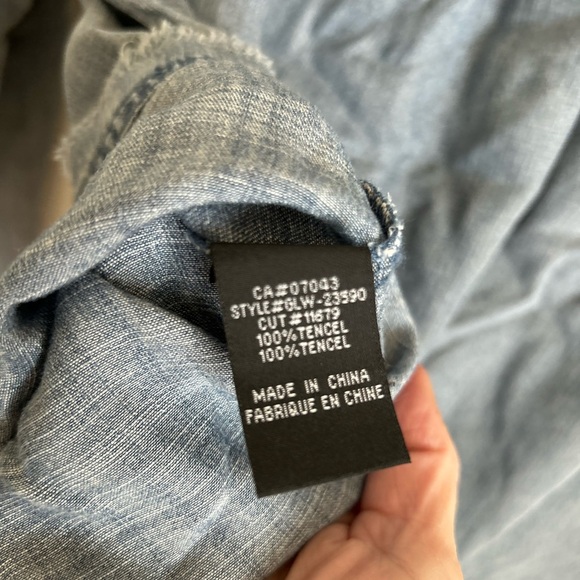 CA#07043
STYLE#GLW-23590
CUT#11679
100%TENCEL
100%TENCEL
MADE IN CHINA
FABRIQUE EN CHINE